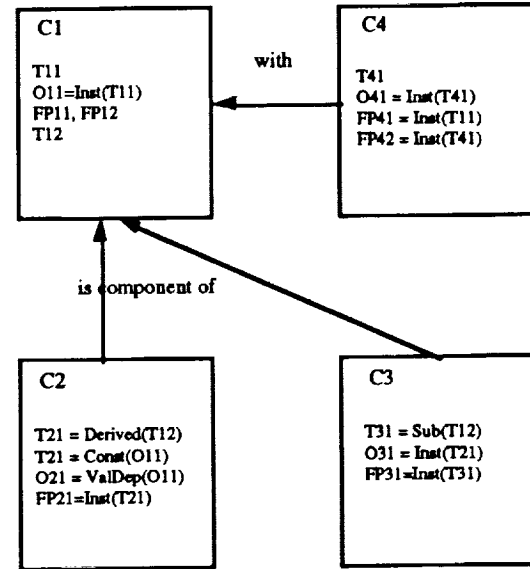 C1
T11
O11=Inst(T11)
FP11, FP12
T12
with
C4
T41
O41 = Inst(T41)
FP41 = Inst(T11)
FP42 = Inst(T41)
is component of
C2
T21 = Derived(T12)
T21 = Const(O11)
O21 = ValDep(O11)
FP21=Inst(T21)
C3
T31 = Sub(T12)
O31 = Inst(T21)
FP31=Inst(T31)